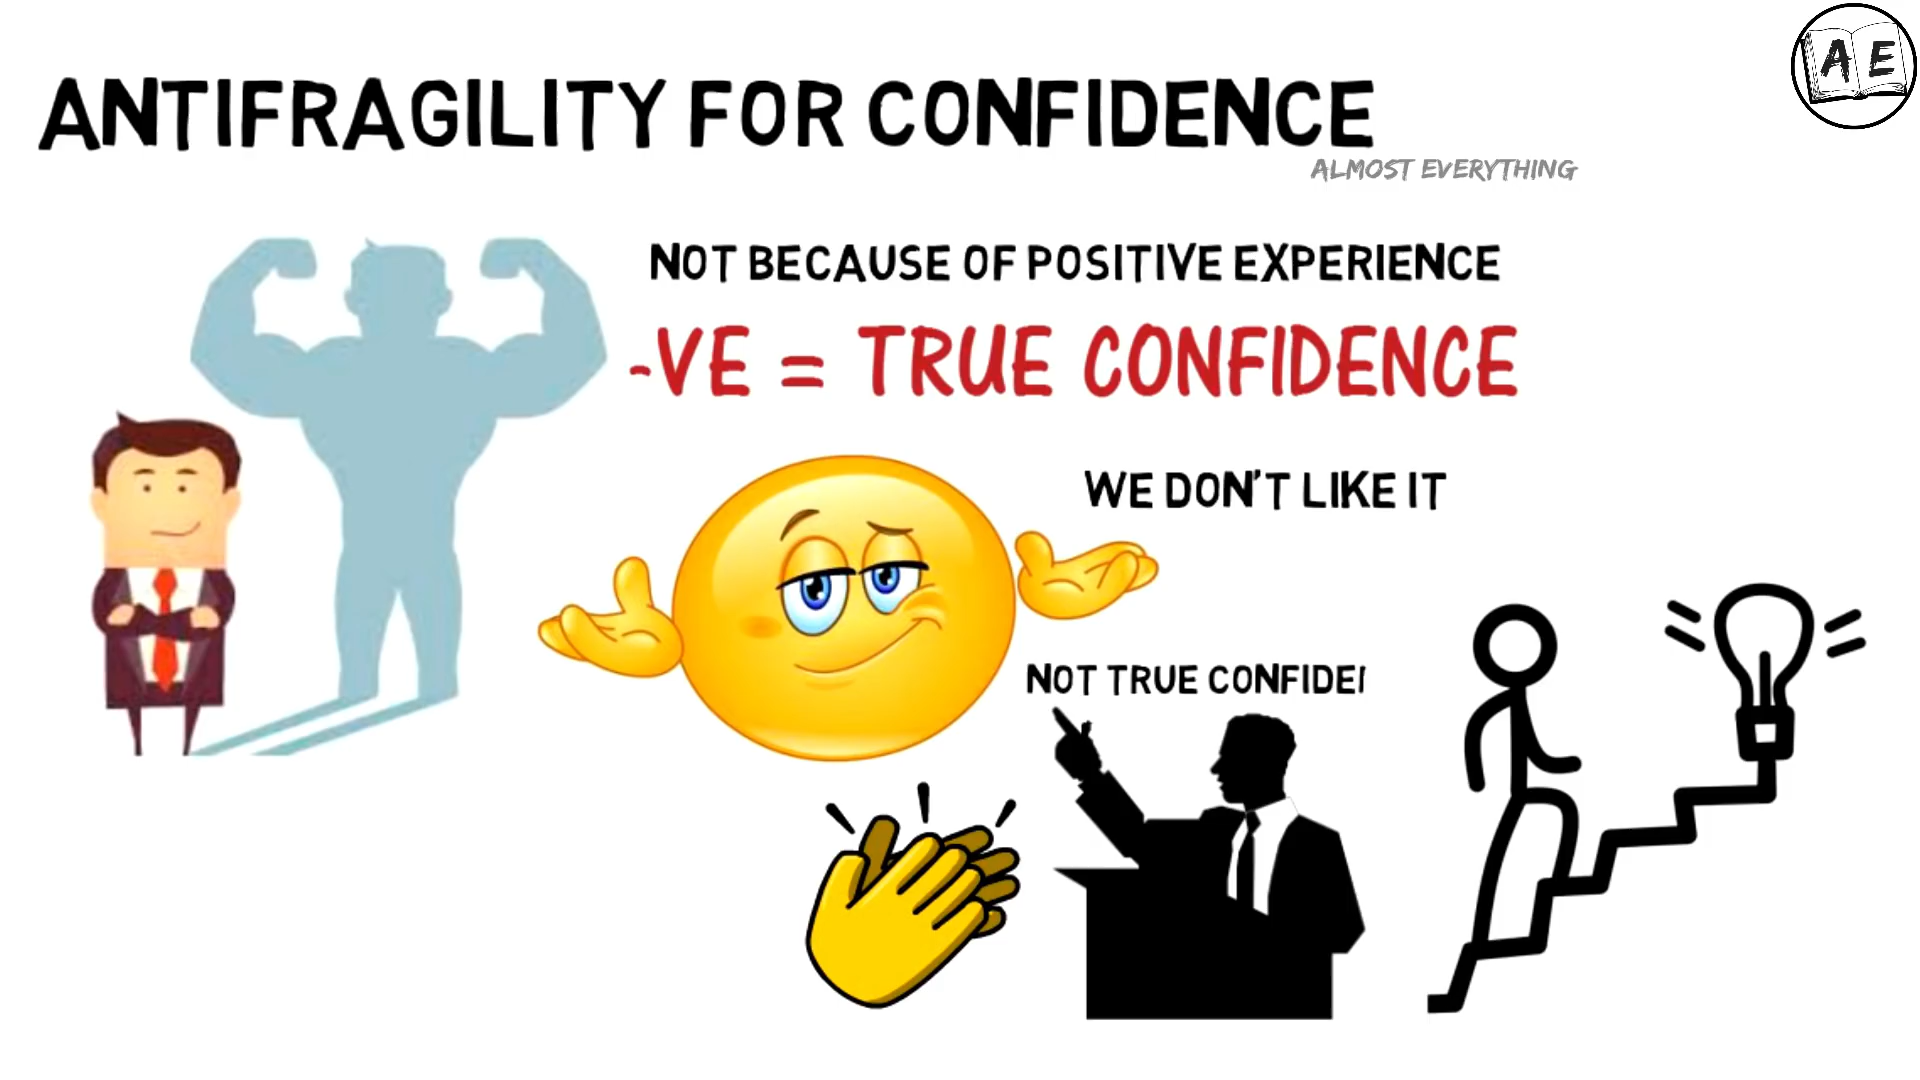 A E
ANTIFRAGILITY FOR CONFIDENCE
ALMOST EVERYTHING
NOT BECAUSE OF POSITIVE EXPERIENCE
-VE = TRUE CONFIDENCE
WE DON'T LIKE IT
NOT TRUE